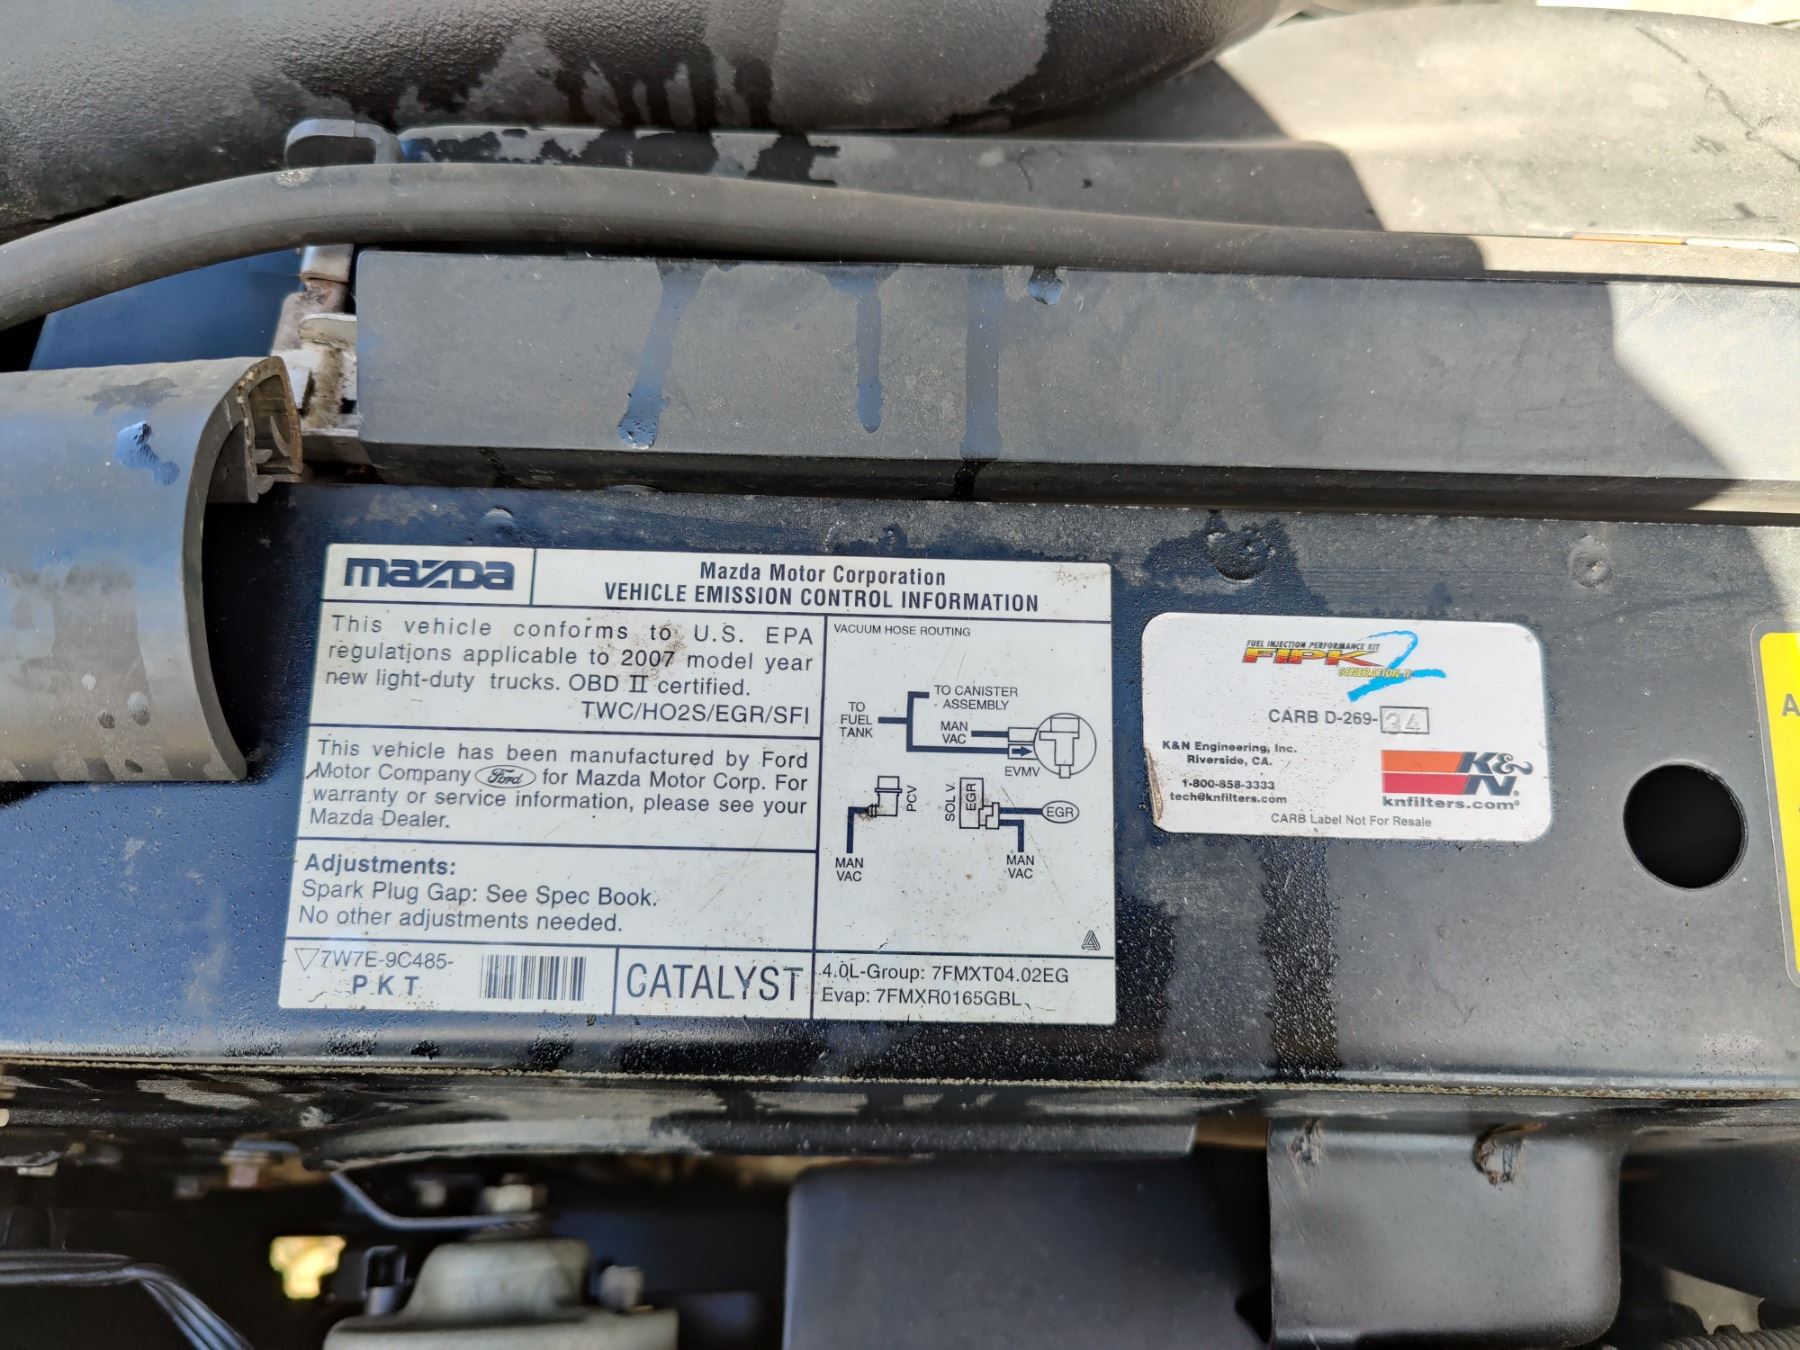 mazDa
Mazda Motor Corporation
VEHICLE EMISSION CONTROL INFORMATION
This vehicle conforms to U.S. EPA
regulations applicable to 2007 model year
new light-duty trucks. OBD II certified.
TWC/HO2S/EGR/SFI
This vehicle has been manufactured by Ford
Motor Company Ford for Mazda Motor Corp. For
warranty or service information, please see your
Mazda Dealer.
Adjustments:
Spark Plug Gap: See Spec Book.
No other adjustments needed.
7W7E-9C485-
PKT
CATALYST
VACUUM HOSE ROUTING
TO CANISTER
ASSEMBLY
TO
FUEL
TANK
MAN
VAC
EVMV
PCV
MAN
VAC
SOL V.
EGR
EGR
MAN
VAC
4.0L-Group: 7FMXT04.02EG
Evap: 7FMXR0165GBL
FUEL INJECTION PERFORMANCE KIT
FIPK 2
GENERATION II
CARB D-269-34
K&N Engineering, Inc.
Riverside, CA.
1-800-858-3333
tech@knfilters.com
K&N
knfilters.com
CARB Label Not For Resale
A